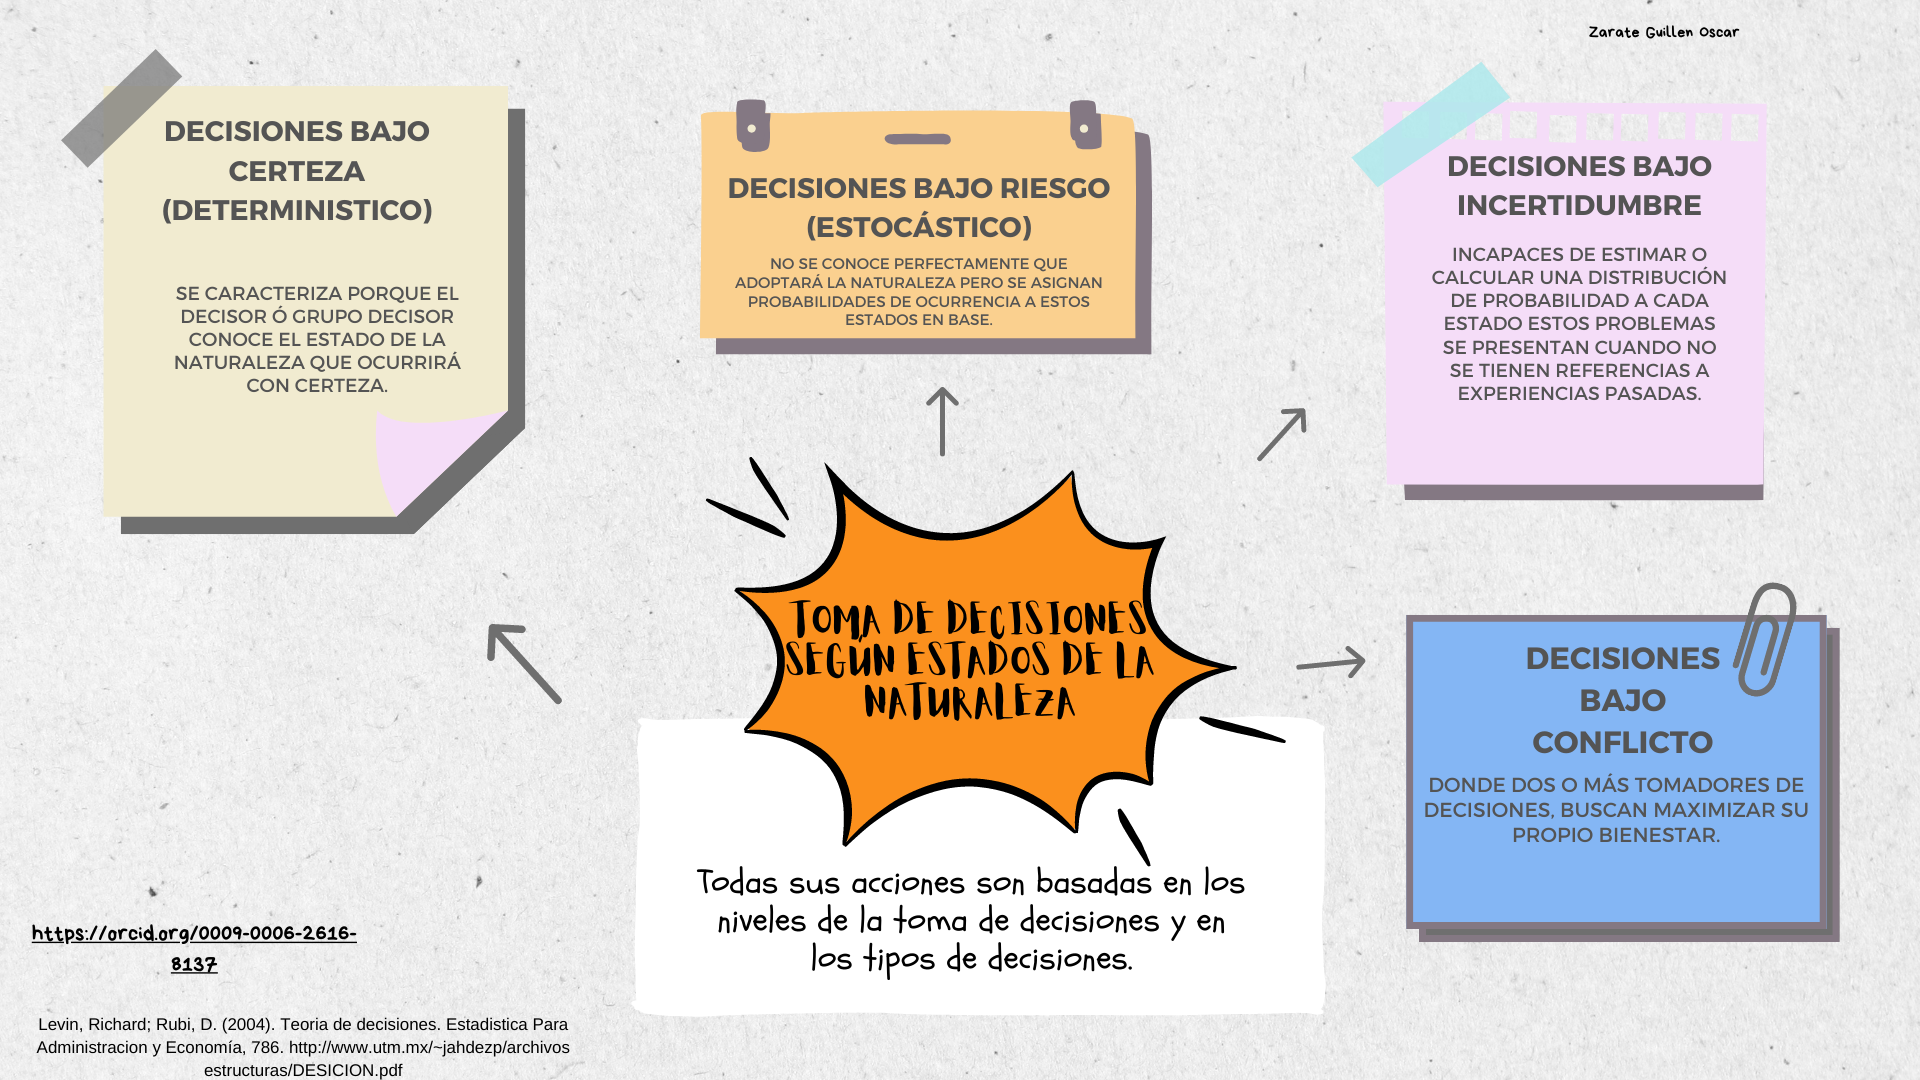 Zarate Guillen Oscar
DECISIONES BAJO
CERTEZA
(DETERMINISTICO)
SE CARACTERIZA PORQUE EL
DECISOR Ó GRUPO DECISOR
CONOCE EL ESTADO DE LA
NATURALEZA QUE OCURRIRÁ
CON CERTEZA.
DECISIONES BAJO RIESGO
(ESTOCÁSTICO)
NO SE CONOCE PERFECTAMENTE QUE
ADOPTARÁ LA NATURALEZA PERO SE ASIGNAN
PROBABILIDADES DE OCURRENCIA A ESTOS
ESTADOS EN BASE.
DECISIONES BAJO
INCERTIDUMBRE
INCAPACES DE ESTIMAR O
CALCULAR UNA DISTRIBUCIÓN
DE PROBABILIDAD A CADA
ESTADO ESTOS PROBLEMAS
SE PRESENTAN CUANDO NO
SE TIENEN REFERENCIAS A
EXPERIENCIAS PASADAS.
TOMA DE DECISIONES
SEGÚN ESTADOS DE LA
NATURALEZA
DECISIONES
BAJO
CONFLICTO
DONDE DOS O MÁS TOMADORES DE
DECISIONES, BUSCAN MAXIMIZAR SU
PROPIO BIENESTAR.
Todas sus acciones son basadas en los
niveles de la toma de decisiones y en
los tipos de decisiones.
https://orcid.org/0009-0006-2616-
8137
Levin, Richard; Rubi, D. (2004). Teoria de decisiones. Estadistica Para
Administracion y Economía, 786. http://www.utm.mx/~jahdezp/archivos
estructuras/DESICION.pdf